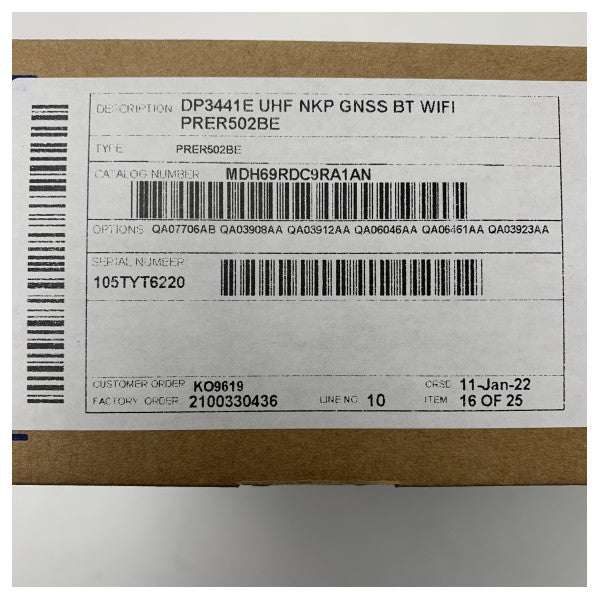 DESCRIPTION DP3441E UHF NKP GNSS BT WIFI
PRER502BE
TYPE PRER502BE
CATALOG NUMBER MDH69RDC9RA1AN
OPTIONS QA07706AB QA03908AA QA03912AA QA06046AA QA06461AA QA03923AA
SERIAL NUMBER
105TYT6220
CUSTOMER ORDER KO9619 CRSD 11-Jan-22
FACTORY ORDER 2100330436 LINE NO 10 ITEM 16 OF 25